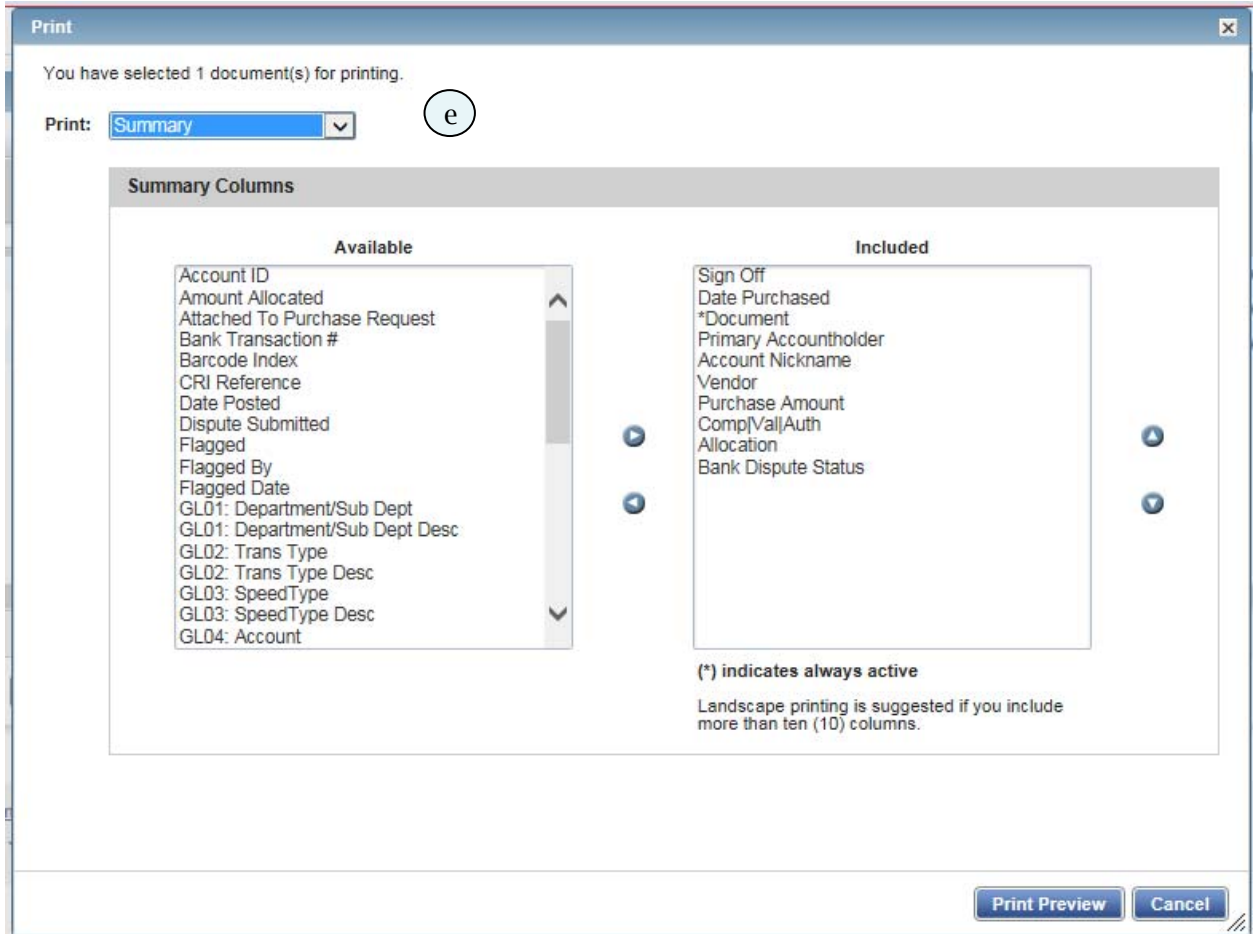 Print
You have selected 1 document(s) for printing.
e
Print: Summary
Summary Columns
Available
Account ID
Amount Allocated
Attached To Purchase Request
Bank Transaction #
Barcode Index
CRI Reference
Date Posted
Dispute Submitted
Flagged
Flagged By
Flagged Date
GL01: Department/Sub Dept
GL01: Department/Sub Dept Desc
GL02: Trans Type
GL02: Trans Type Desc
GL03: SpeedType
GL03: SpeedType Desc
GL04: Account
Included
Sign Off
Date Purchased
*Document
Primary Accountholder
Account Nickname
Vendor
Purchase Amount
Comp|Val|Auth
Allocation
Bank Dispute Status
(*) indicates always active
Landscape printing is suggested if you include
more than ten (10) columns.
Print Preview Cancel